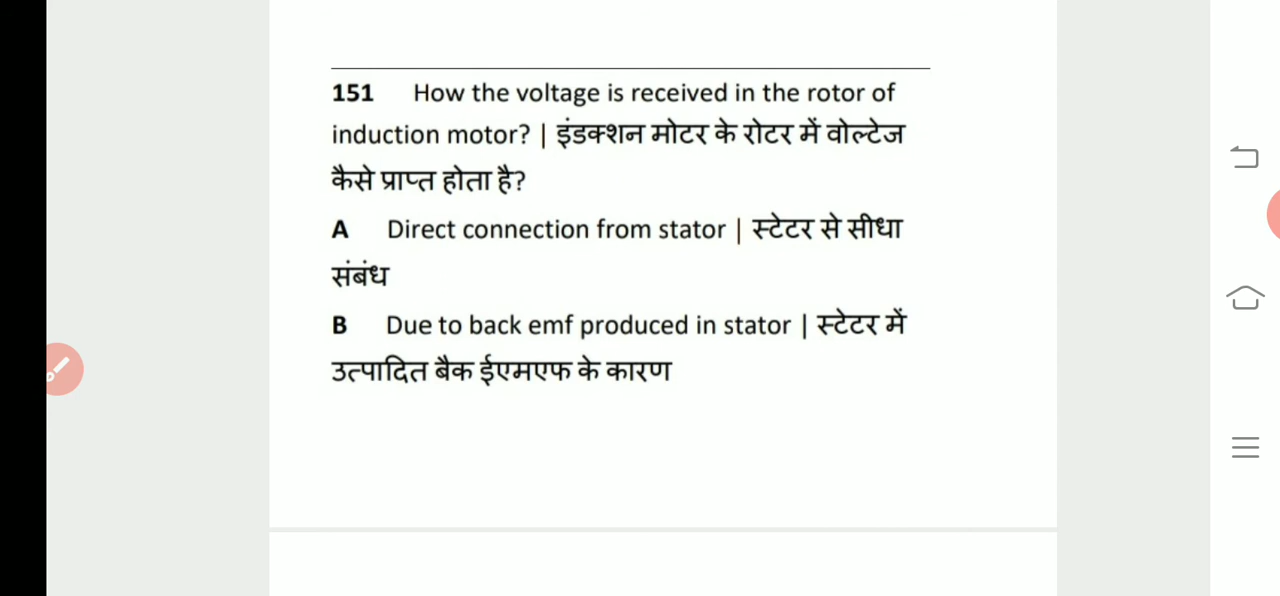 151 How the voltage is received in the rotor of
induction motor? | इंडक्शन मोटर के रोटर में वोल्टेज
कैसे प्राप्त होता है?
A Direct connection from stator | स्टेटर से सीधा
संबंध
B Due to back emf produced in stator | स्टेटर में
उत्पादित बैक ईएमएफ के कारण